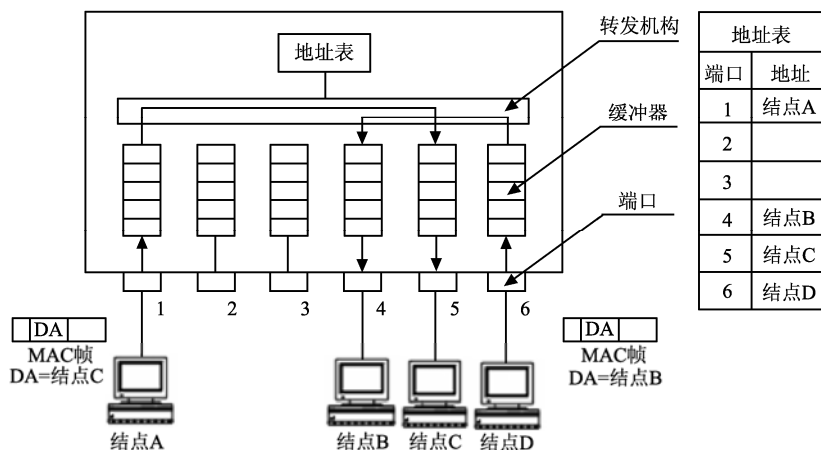 地址表
转发机构
缓冲器
端口
1
2
3
4
5
6
DA
MAC帧
DA=结点C
DA
MAC帧
DA=结点B
结点A
结点B
结点C
结点D
地址表
端口 地址
1 结点A
2
3
4 结点B
5 结点C
6 结点D